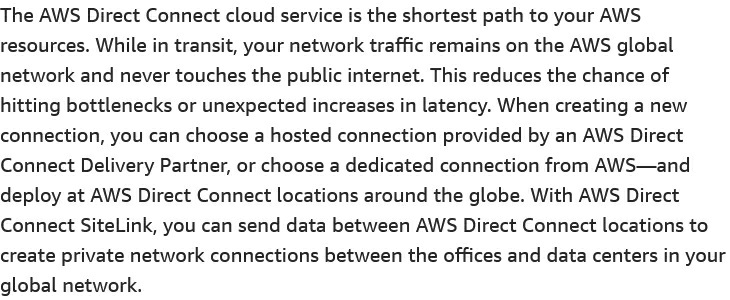 The AWS Direct Connect cloud service is the shortest path to your AWS
resources. While in transit, your network traffic remains on the AWS global
network and never touches the public internet. This reduces the chance of
hitting bottlenecks or unexpected increases in latency. When creating a new
connection, you can choose a hosted connection provided by an AWS Direct
Connect Delivery Partner, or choose a dedicated connection from AWS—and
deploy at AWS Direct Connect locations around the globe. With AWS Direct
Connect SiteLink, you can send data between AWS Direct Connect locations to
create private network connections between the offices and data centers in your
global network.